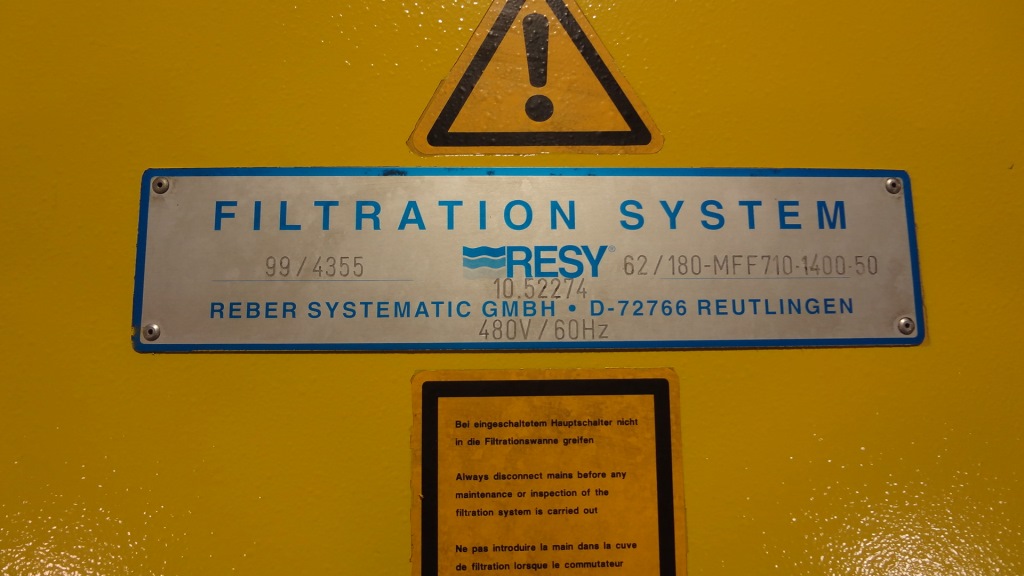 FILTRATION SYSTEM
99/4355 RESY® 62/180-MFF710-1400-50
10.52274
REBER SYSTEMATIC GMBH • D-72766 REUTLINGEN
480V/60Hz
Bei eingeschaltetem Hauptschalter nicht
in die Filtrationswanne greifen
Always disconnect mains before any
maintenance or inspection of the
filtration system is carried out
Ne pas introduire la main dans la cuve
de filtration lorsque le commutateur